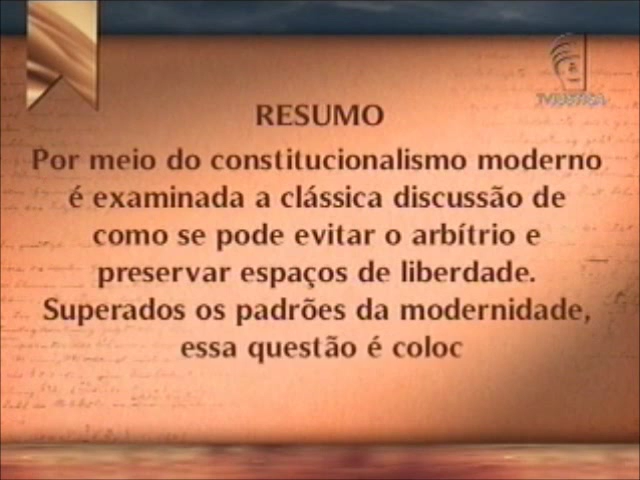 TV JUSTIÇA
RESUMO
Por meio do constitucionalismo moderno
é examinada a clássica discussão de
como se pode evitar o arbítrio e
preservar espaços de liberdade.
Superados os padrões da modernidade,
essa questão é coloc